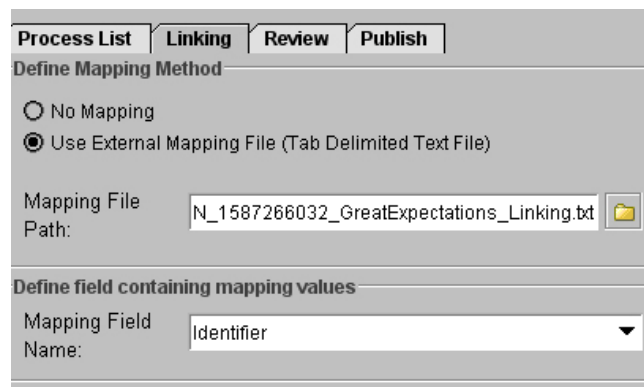 Process List Linking Review Publish
Define Mapping Method
No Mapping
Use External Mapping File (Tab Delimited Text File)
Mapping File
Path:
N_1587266032_GreatExpectations_Linking.txt
Define field containing mapping values
Mapping Field
Name:
Identifier